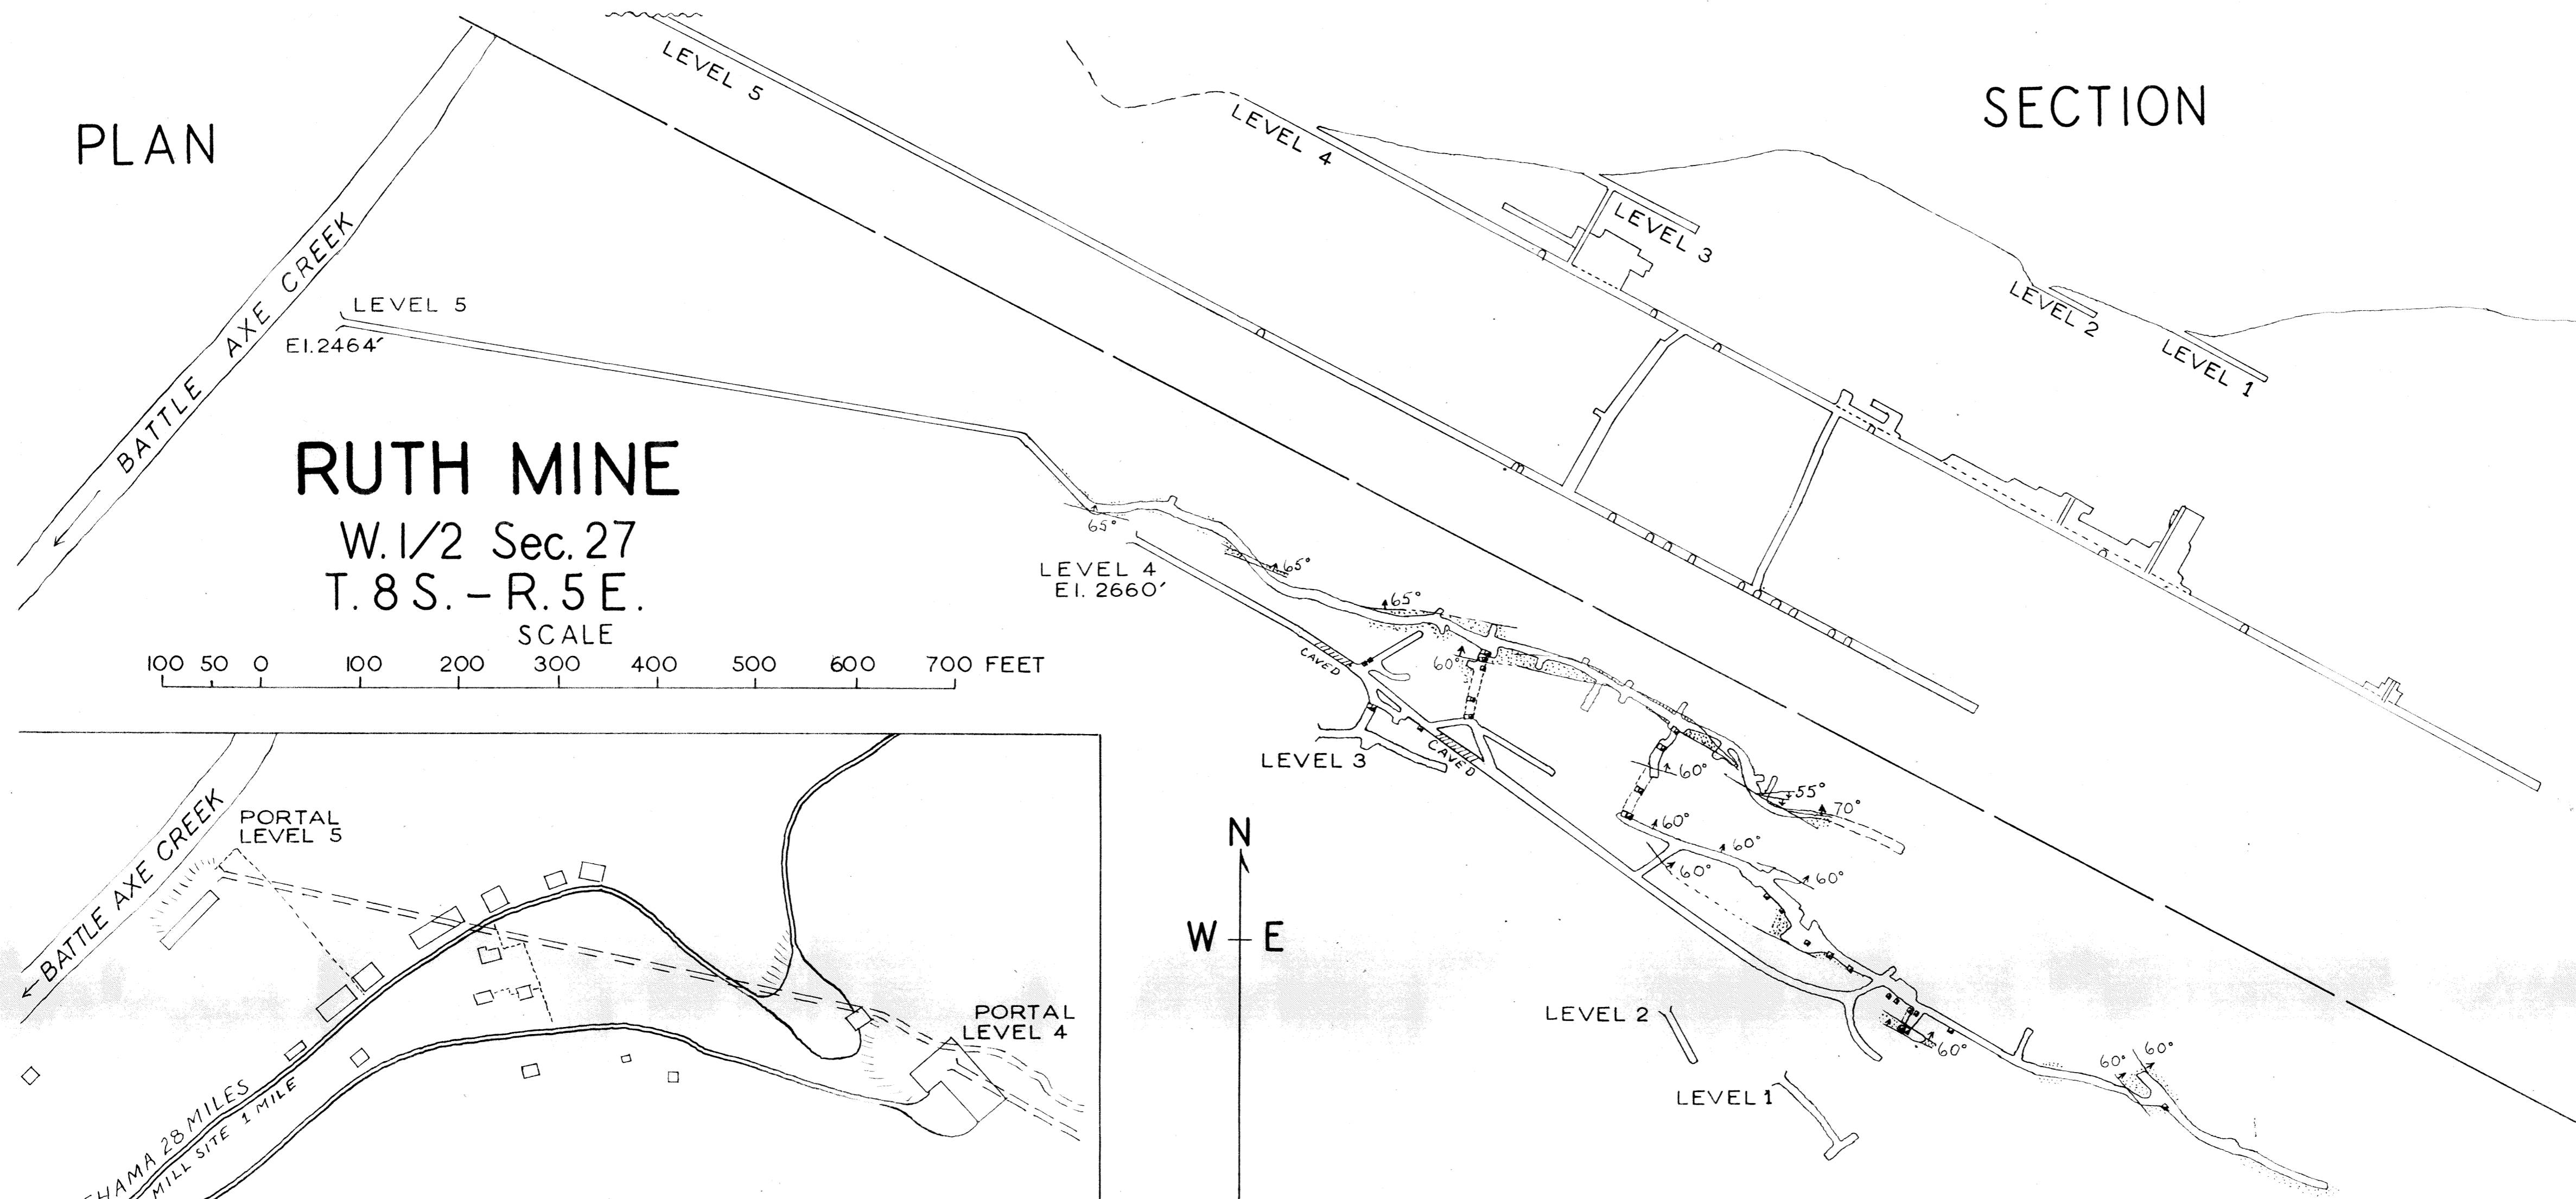 PLAN
SECTION
LEVEL 5
LEVEL 4
LEVEL 3
LEVEL 2
LEVEL 1
BATTLE AXE CREEK
LEVEL 5
El. 2464'
RUTH MINE
W. 1/2 Sec. 27
T. 8 S. – R. 5 E.
SCALE
100 50 0 100 200 300 400 500 600 700 FEET
65°
65°
LEVEL 4
El. 2660'
65°
CAVED
60°
LEVEL 3
CAVED
60°
55°
70°
60°
60°
60°
60°
LEVEL 2
60°
60°
60°
LEVEL 1
N
W E
PORTAL
LEVEL 5
BATTLE AXE CREEK
PORTAL
LEVEL 4
28 MILES
MILL SITE 1 MILE